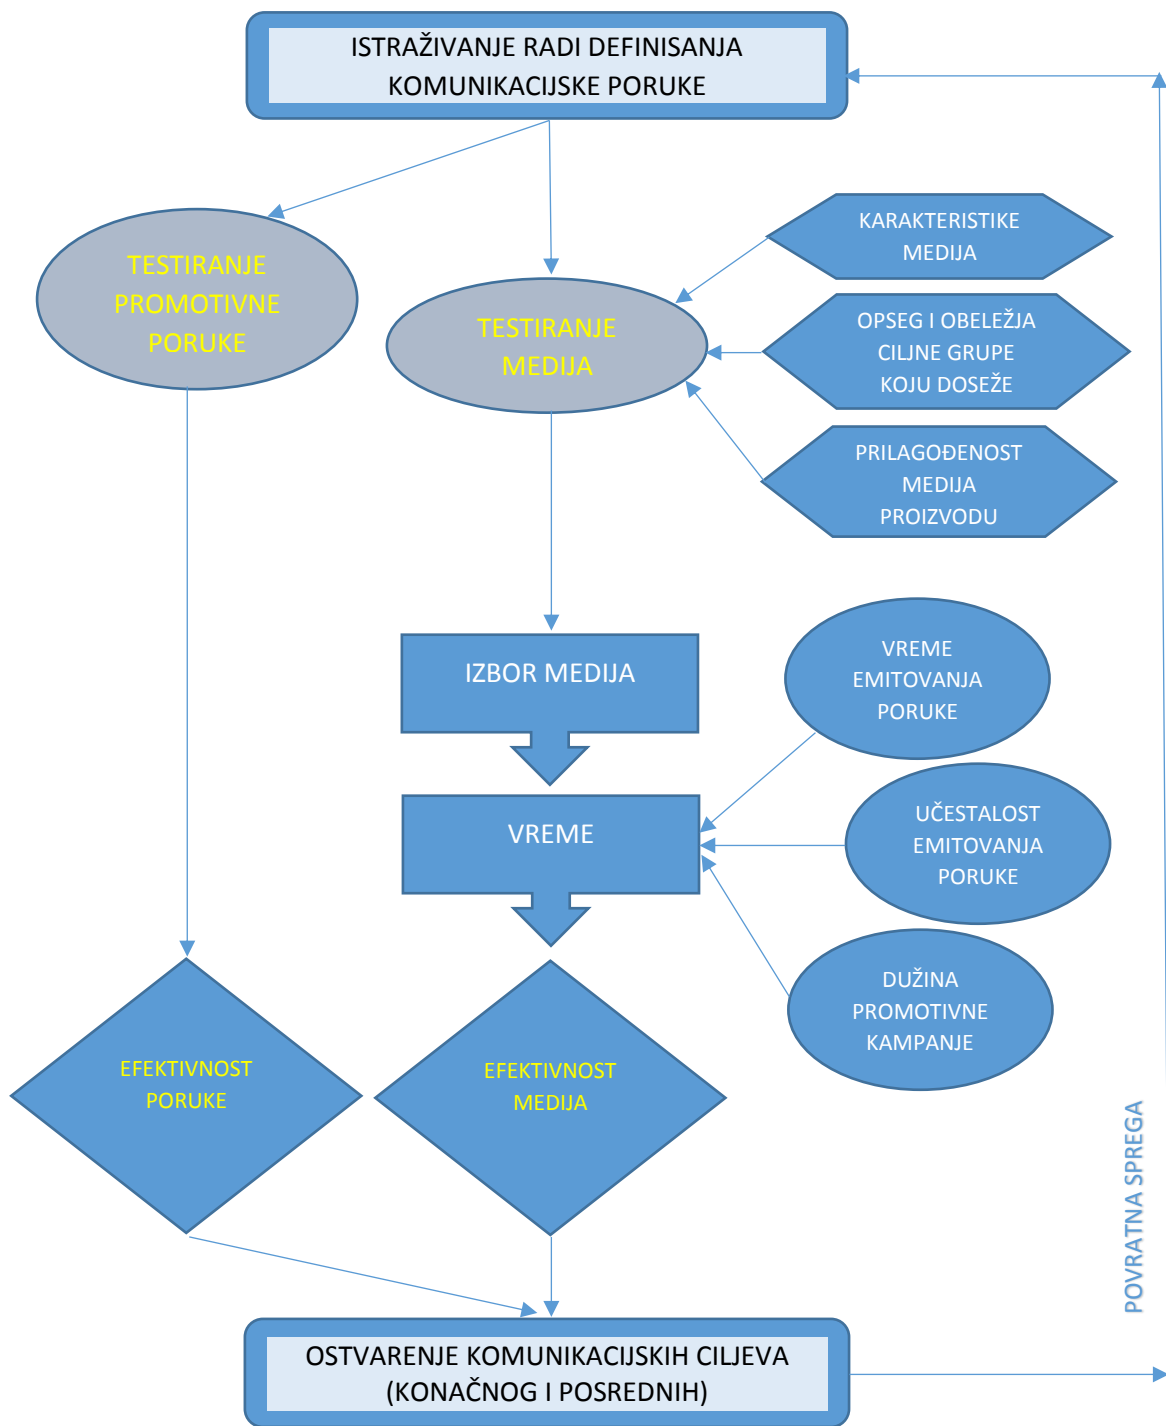 ISTRAŽIVANJE RADI DEFINISANJA
KOMUNIKACIJSKE PORUKE
TESTIRANJE
PROMOTIVNE
PORUKE
TESTIRANJE
MEDIJA
KARAKTERISTIKE
MEDIJA
OPSEG I OBELEŽJA
CILJNE GRUPE
KOJU DOSEŽE
PRILAGOĐENOST
MEDIJA
PROIZVODU
IZBOR MEDIJA
VREME
EMITOVANJA
PORUKE
VREME
UČESTALOST
EMITOVANJA
PORUKE
DUŽINA
PROMOTIVNE
KAMPANJE
EFEKTIVNOST
PORUKE
EFEKTIVNOST
MEDIJA
POVRATNA SPREGA
OSTVARENJE KOMUNIKACIJSKIH CILJEVA
(KONAČNOG I POSREDNIH)